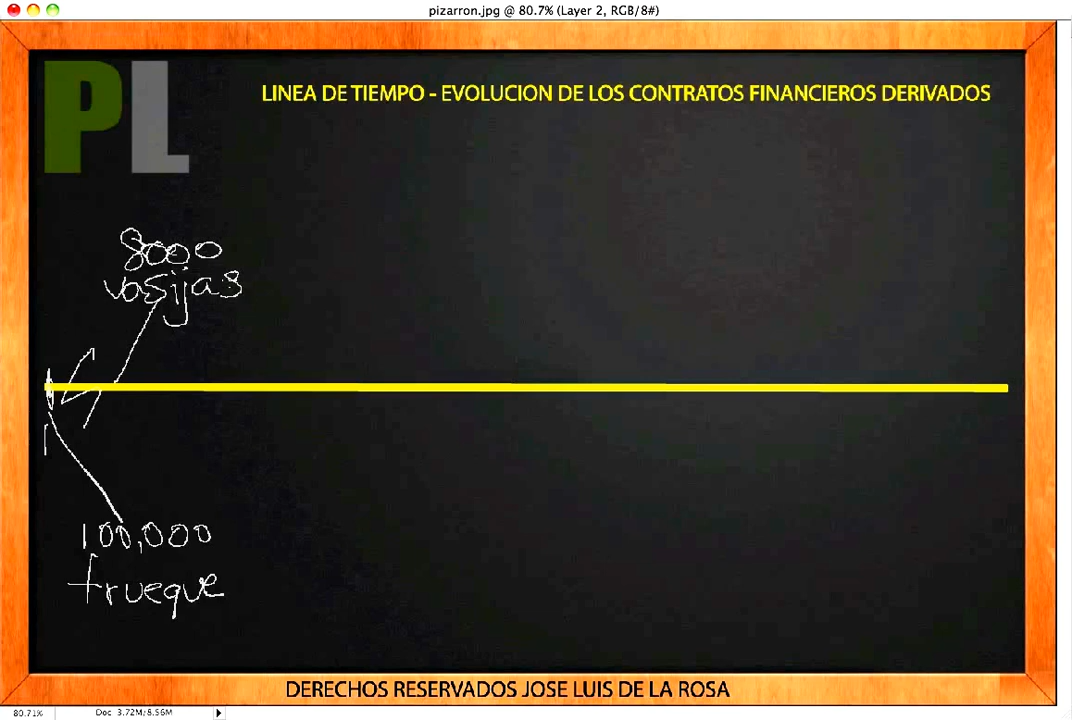 pizarron.jpg @ 80.7% (Layer 2, RGB/8#)
PL
LINEA DE TIEMPO - EVOLUCION DE LOS CONTRATOS FINANCIEROS DERIVADOS
8000
vasijas
100,000
trueque
DERECHOS RESERVADOS JOSE LUIS DE LA ROSA
80.71% Doc 3.72M/8.56M